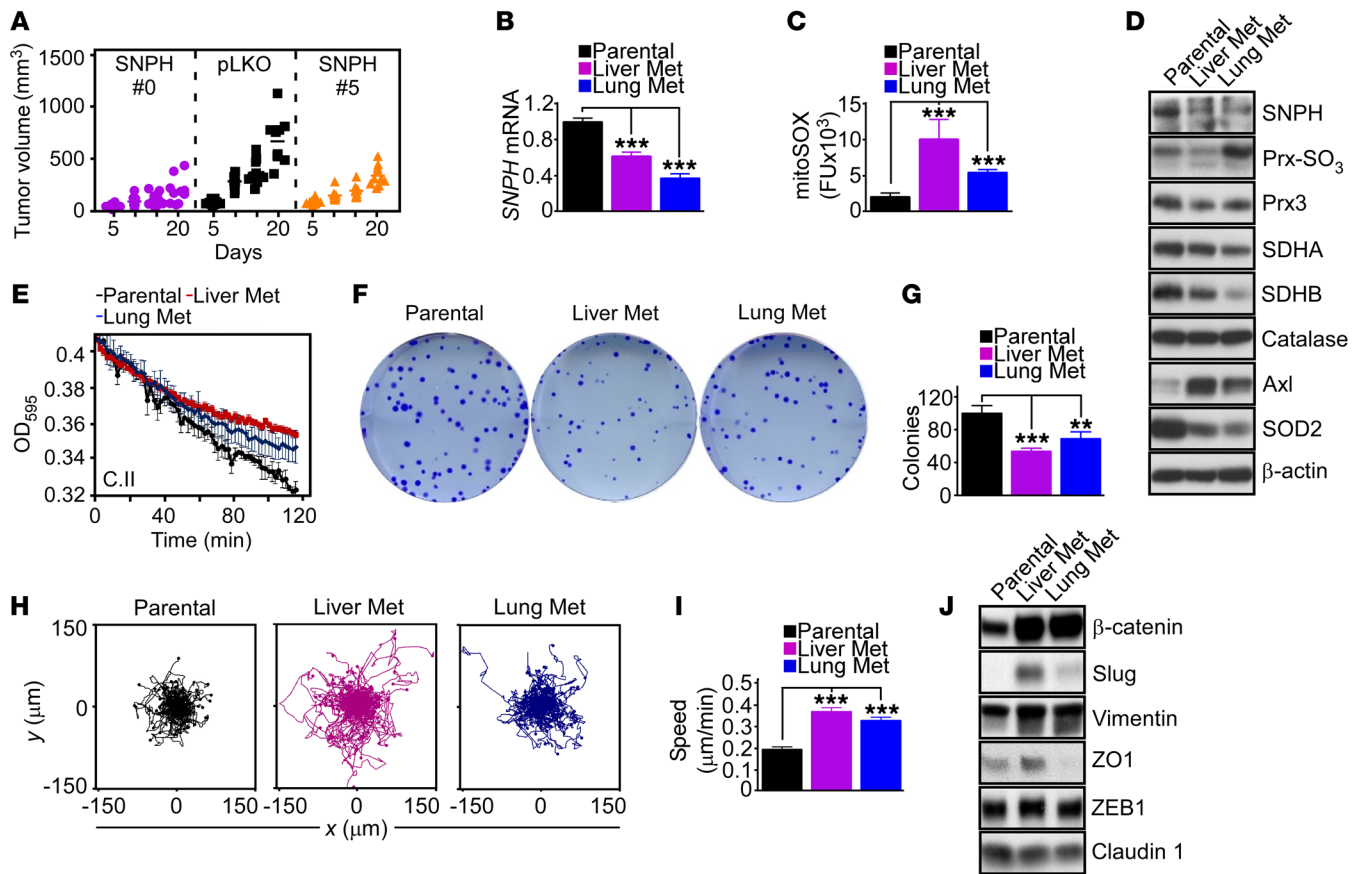 A
Tumor volume (mm³)
1500
1000
500
0
SNPH
#0
pLKO
SNPH
#5
5
20
5
20
5
20
Days
B
Parental
Liver Met
Lung Met
SNPH mRNA
1.2
0.8
0.4
0
***
***
C
Parental
Liver Met
Lung Met
mitoSOX
(FUx10³)
15
10
5
0
***
***
D
Parental
Liver Met
Lung Met
SNPH
Prx-SO₃
Prx3
SDHA
SDHB
Catalase
Axl
SOD2
β-actin
E
-Parental -Liver Met
-Lung Met
OD₅₉₅
0.4
0.38
0.36
0.34
0.32
C.II
0 40 80 120
Time (min)
F
Parental
Liver Met
Lung Met
G
Parental
Liver Met
Lung Met
Colonies
120
80
40
0
***
**
H
Parental
Liver Met
Lung Met
y (μm)
150
0
-150
-150 0 150
-150 0 150
-150 0 150
x (μm)
I
Parental
Liver Met
Lung Met
Speed
(μm/min)
0.5
0.4
0.3
0.2
0.1
0
***
***
J
Parental
Liver Met
Lung Met
β-catenin
Slug
Vimentin
ZO1
ZEB1
Claudin 1